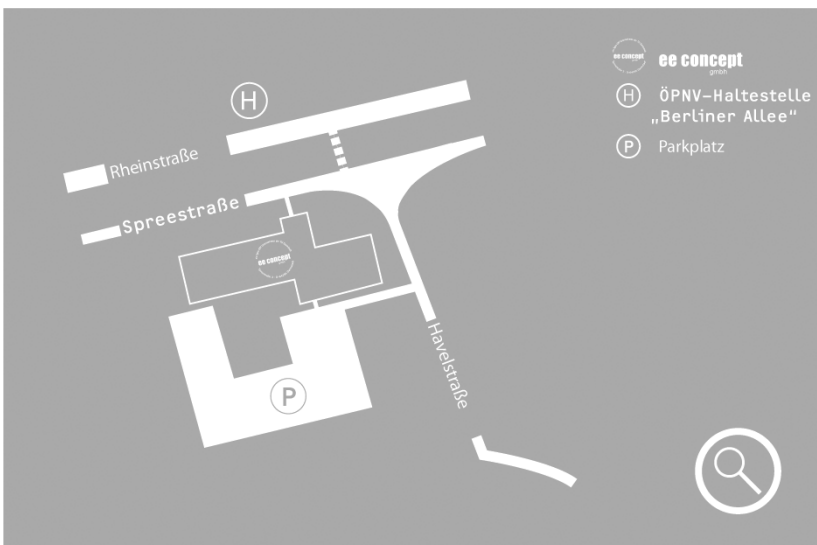 ee concept
gmbh
H
ÖPNV-Haltestelle
„Berliner Allee“
P
Parkplatz
H
Rheinstraße
Spreestraße
ee concept
Havelstraße
P